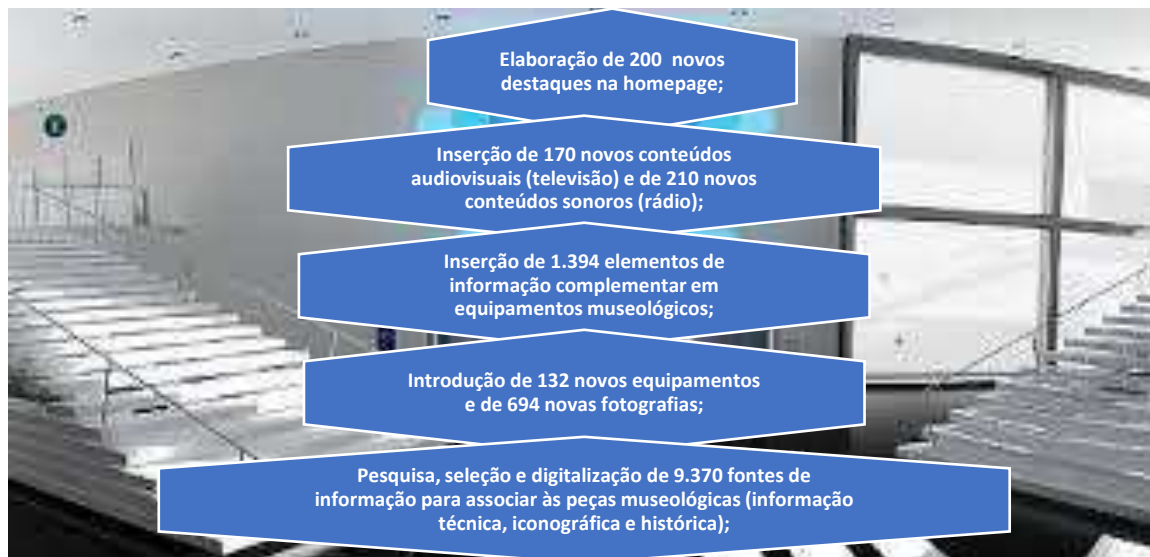 Elaboração de 200 novos
destaques na homepage;
Inserção de 170 novos conteúdos
audiovisuais (televisão) e de 210 novos
conteúdos sonoros (rádio);
Inserção de 1.394 elementos de
informação complementar em
equipamentos museológicos;
Introdução de 132 novos equipamentos
e de 694 novas fotografias;
Pesquisa, seleção e digitalização de 9.370 fontes de
informação para associar às peças museológicas (informação
técnica, iconográfica e histórica);